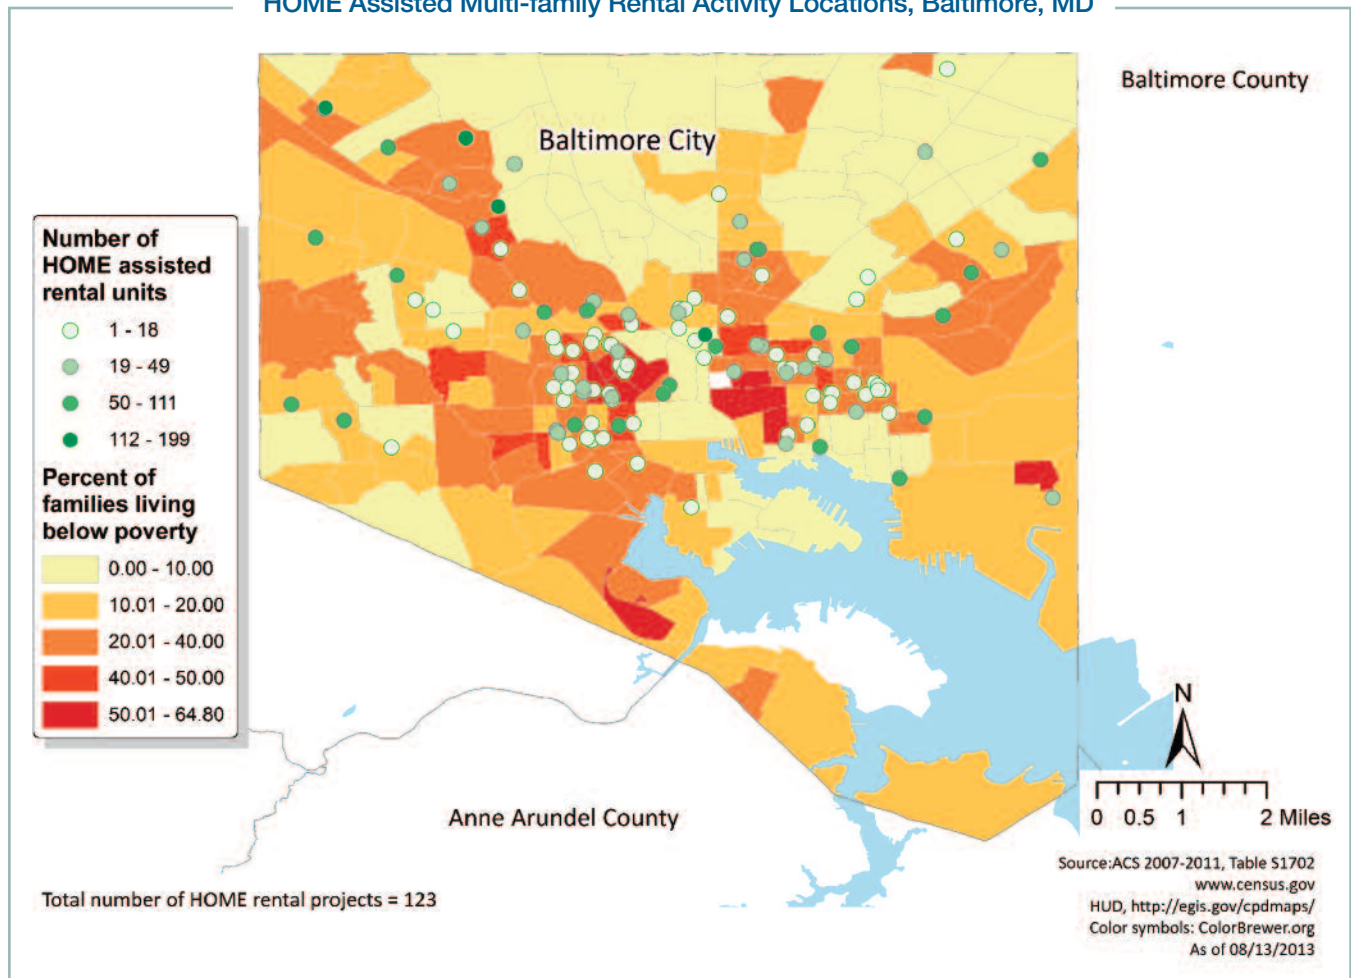 HOME Assisted Multi-family Rental Activity Locations, Baltimore, MD
Baltimore County
Baltimore City
Number of
HOME assisted
rental units
1 - 18
19 - 49
50 - 111
112 - 199
Percent of
families living
below poverty
0.00 - 10.00
10.01 - 20.00
20.01 - 40.00
40.01 - 50.00
50.01 - 64.80
N
0 0.5 1 2 Miles
Anne Arundel County
Source:ACS 2007-2011, Table S1702
www.census.gov
HUD, http://egis.gov/cpdmaps/
Color symbols: ColorBrewer.org
As of 08/13/2013
Total number of HOME rental projects = 123